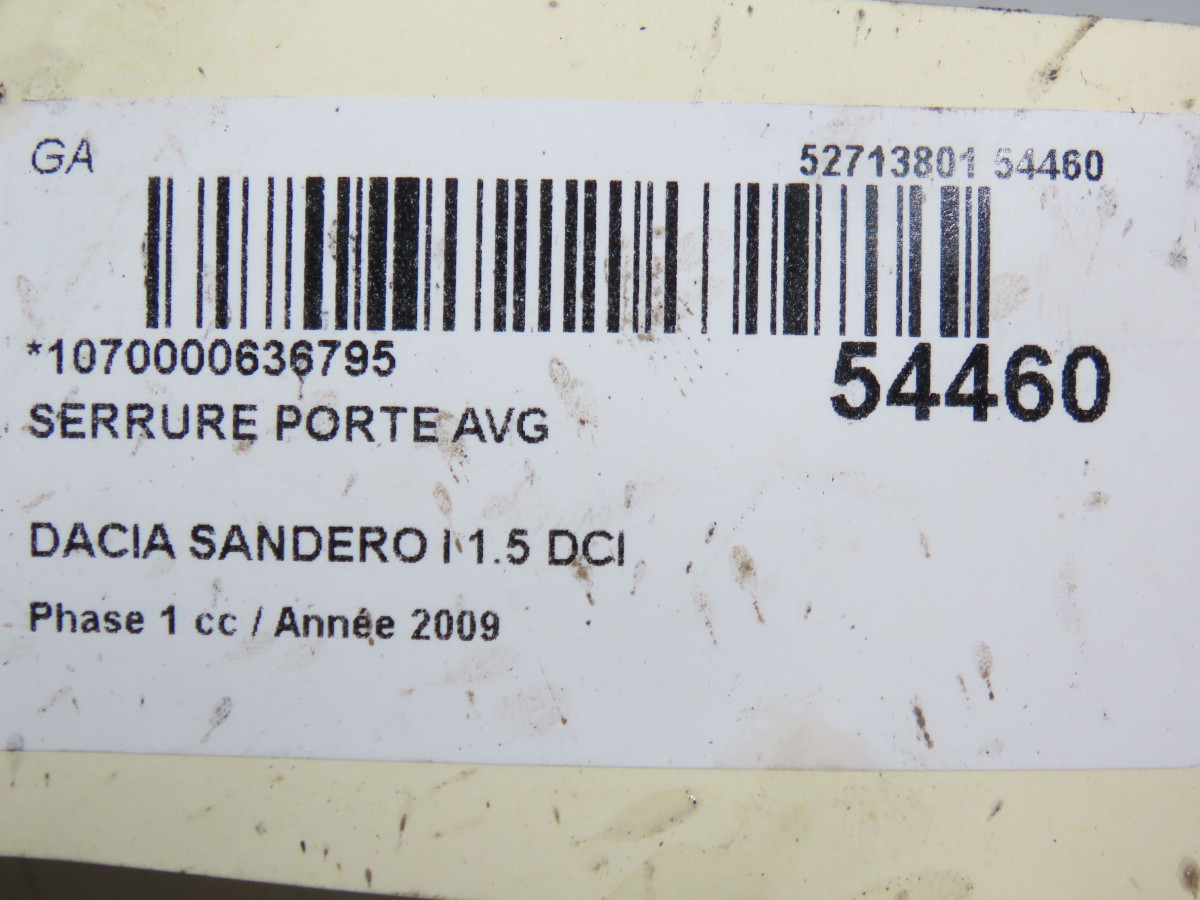 GA
52713801 54460
*1070000636795
54460
SERRURE PORTE AVG
DACIA SANDERO I 1.5 DCI
Phase 1 cc / Année 2009